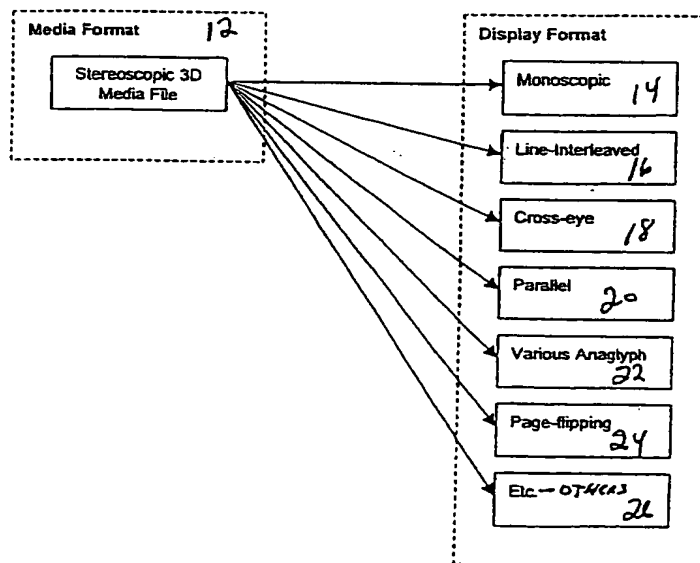 Media Format 12
Stereoscopic 3D
Media File
Display Format
Monoscopic
14
Line-Interleaved
16
Cross-eye
18
Parallel
20
Various Anaglyph
22
Page-flipping
24
Etc - OTHERS
26